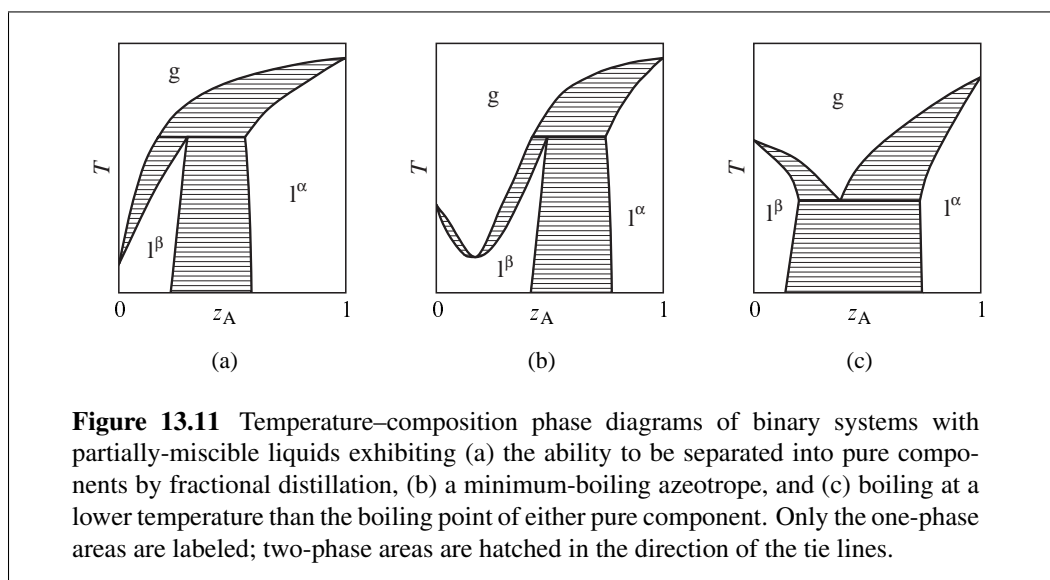 g
T
l^β
l^α
0
z_A
1
(a)
g
T
l^β
l^α
0
z_A
1
(b)
g
T
l^β
l^α
0
z_A
1
(c)
Figure 13.11 Temperature–composition phase diagrams of binary systems with
partially-miscible liquids exhibiting (a) the ability to be separated into pure compo-
nents by fractional distillation, (b) a minimum-boiling azeotrope, and (c) boiling at a
lower temperature than the boiling point of either pure component. Only the one-phase
areas are labeled; two-phase areas are hatched in the direction of the tie lines.